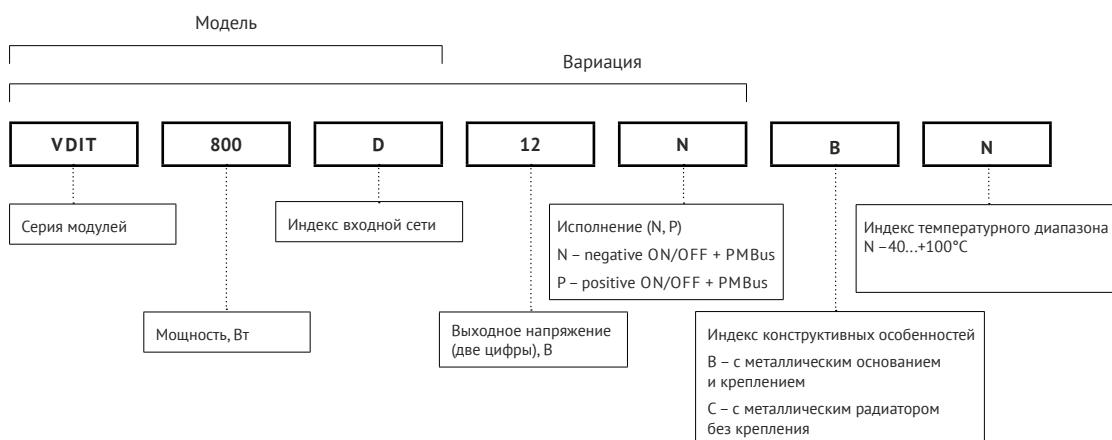 Модель
Вариация
VDIT 800 D 12 N B N
Серия модулей
Индекс входной сети
Исполнение (N, P)
N – negative ON/OFF + PMBus
P – positive ON/OFF + PMBus
Индекс температурного диапазона
N –40...+100°C
Мощность, Вт
Выходное напряжение
(две цифры), В
Индекс конструктивных особенностей
B – с металлическим основанием
и креплением
C – с металлическим радиатором
без крепления